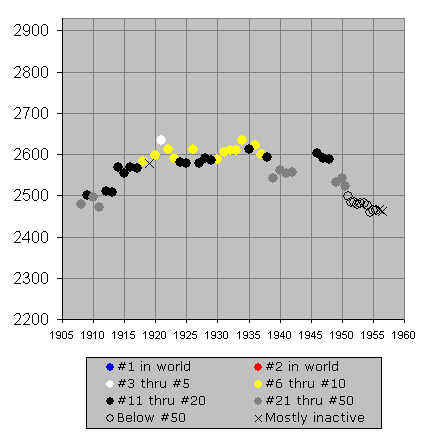 2900
2800
2700
2600
2500
2400
2300
2200
1905 1910 1915 1920 1925 1930 1935 1940 1945 1950 1955 1960
#1 in world #2 in world
#3 thru #5 #6 thru #10
#11 thru #20 #21 thru #50
Below #50 Mostly inactive